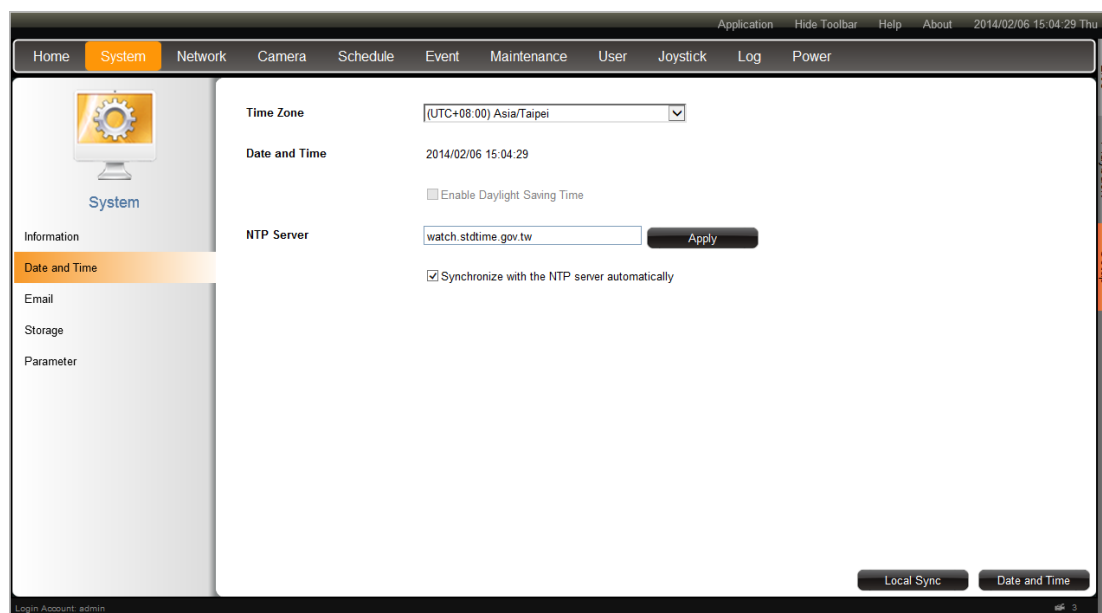 Application Hide Toolbar Help About 2014/02/06 15:04:29 Thu
Home System Network Camera Schedule Event Maintenance User Joystick Log Power
System
Information
Date and Time
Email
Storage
Parameter
Time Zone (UTC+08:00) Asia/Taipei
Date and Time 2014/02/06 15:04:29
Enable Daylight Saving Time
NTP Server watch.stdtime.gov.tw Apply
Synchronize with the NTP server automatically
Local Sync Date and Time
Login Account: admin 3